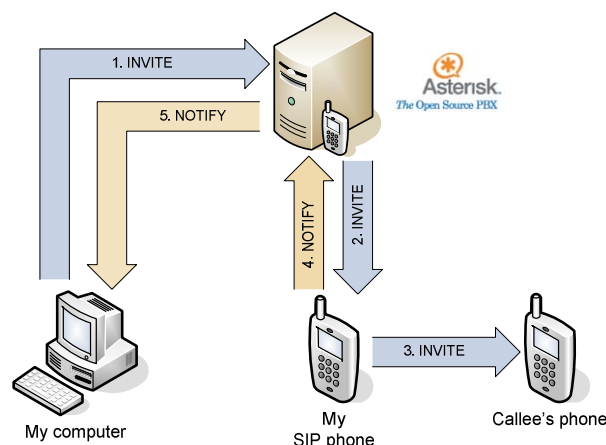 1. INVITE
Asterisk.
The Open Source PBX
5. NOTIFY
4. NOTIFY
2. INVITE
3. INVITE
My computer
My
SIP phone
Callee's phone